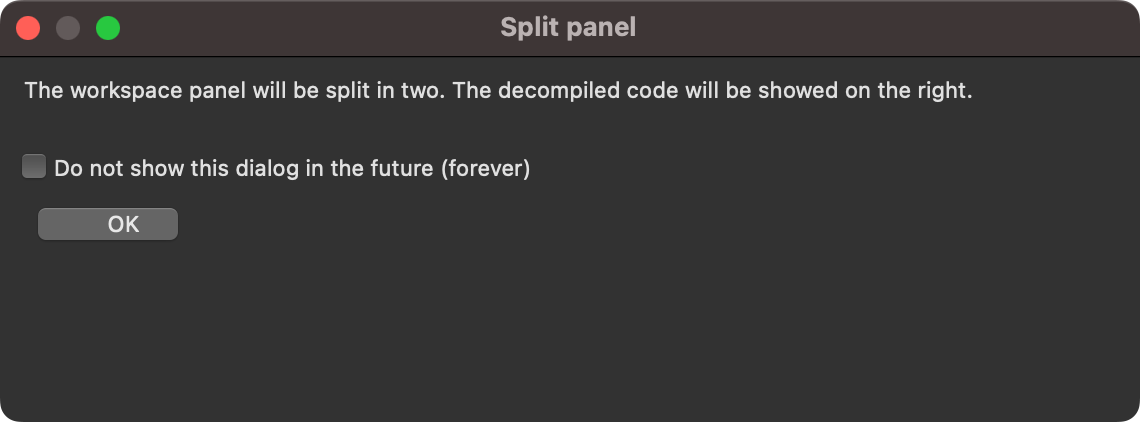 Split panel
The workspace panel will be split in two. The decompiled code will be showed on the right.
Do not show this dialog in the future (forever)
OK